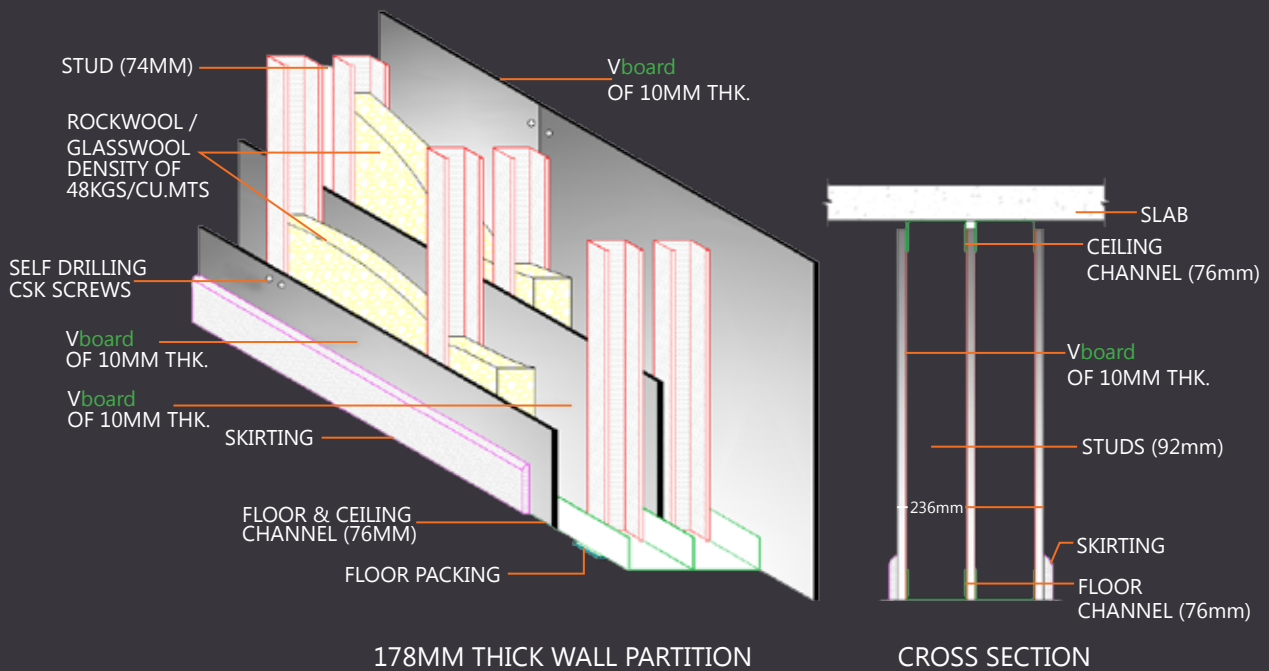 STUD (74MM)
ROCKWOOL /
GLASSWOOL
DENSITY OF
48KGS/CU.MTS
SELF DRILLING
CSK SCREWS
Vboard
OF 10MM THK.
Vboard
OF 10MM THK.
SKIRTING
FLOOR & CEILING
CHANNEL (76MM)
FLOOR PACKING
Vboard
OF 10MM THK.
178MM THICK WALL PARTITION
SLAB
CEILING
CHANNEL (76mm)
Vboard
OF 10MM THK.
STUDS (92mm)
236mm
SKIRTING
FLOOR
CHANNEL (76mm)
CROSS SECTION